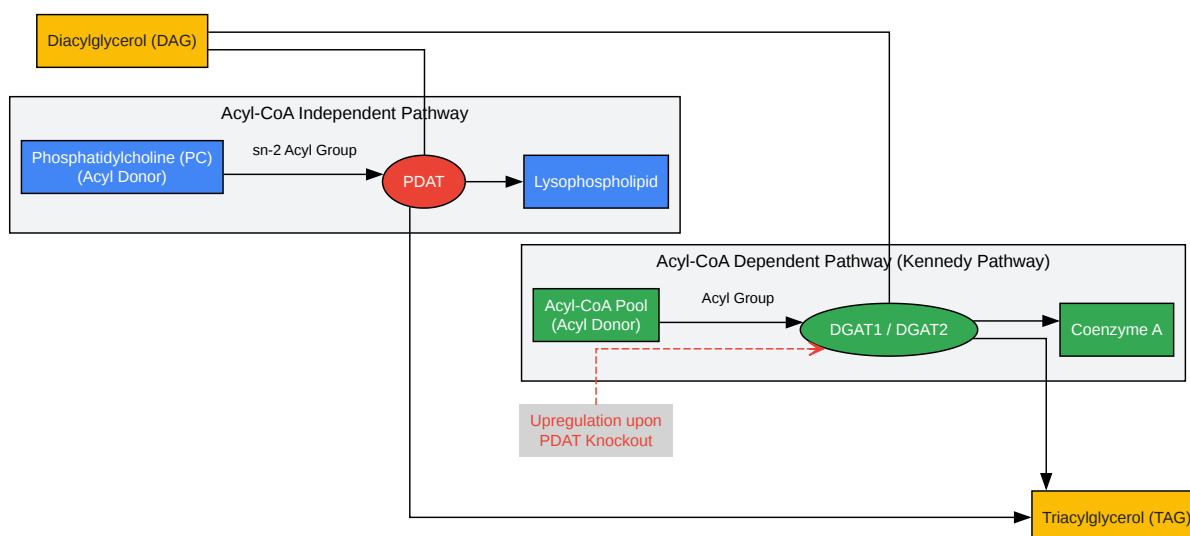 Diacylglycerol (DAG)
Acyl-CoA Independent Pathway
Phosphatidylcholine (PC)
(Acyl Donor)
sn-2 Acyl Group
PDAT
Lysophospholipid
Acyl-CoA Dependent Pathway (Kennedy Pathway)
Acyl-CoA Pool
(Acyl Donor)
Acyl Group
DGAT1 / DGAT2
Coenzyme A
Upregulation upon
PDAT Knockout
Triacylglycerol (TAG)